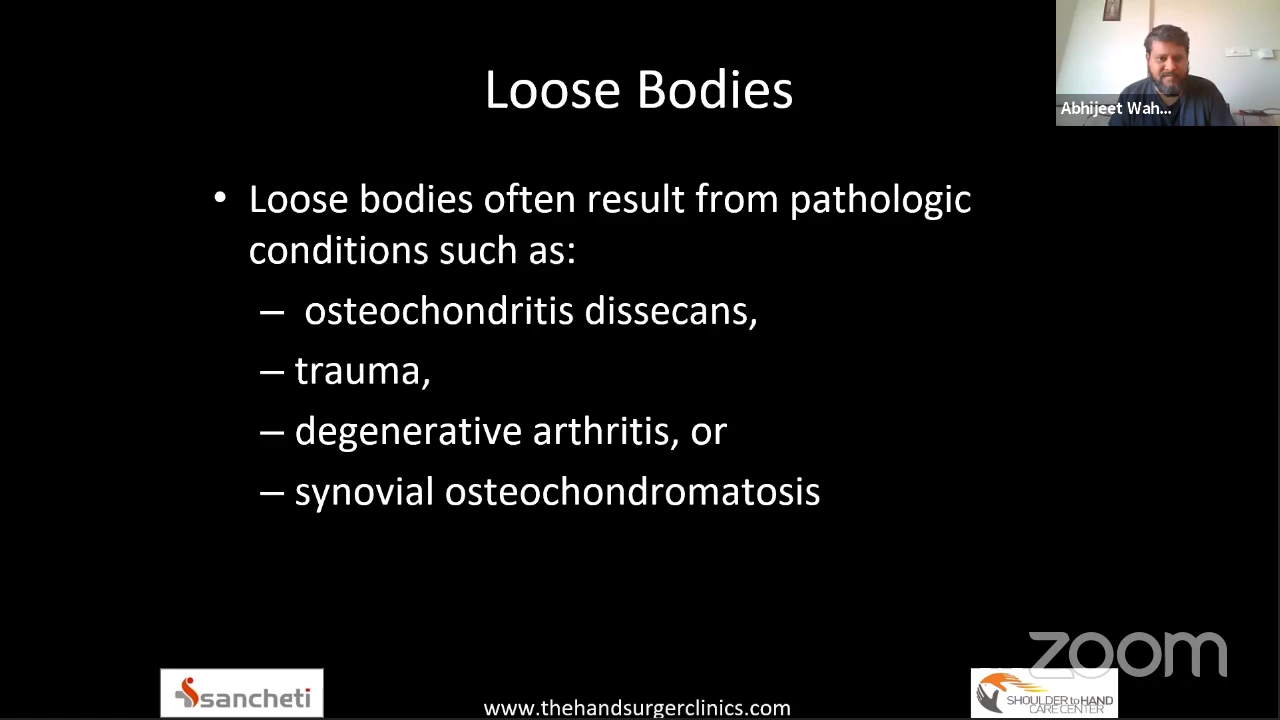 Loose Bodies
Abhijeet Wah...
• Loose bodies often result from pathologic
conditions such as:
– osteochondritis dissecans,
– trauma,
– degenerative arthritis, or
– synovial osteochondromatosis
zoom
sancheti
www.thehandsurgerclinics.com
SHOULDER to HAND
CARE CENTER